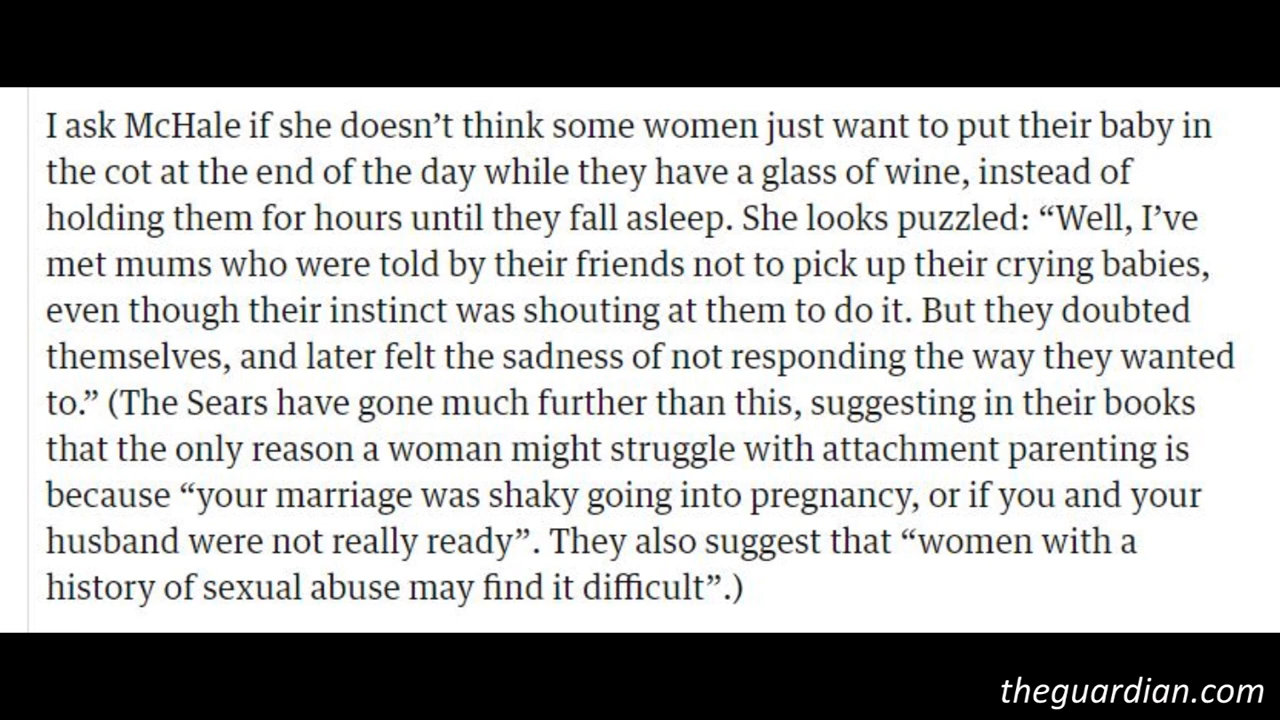 I ask McHale if she doesn’t think some women just want to put their baby in
the cot at the end of the day while they have a glass of wine, instead of
holding them for hours until they fall asleep. She looks puzzled: “Well, I’ve
met mums who were told by their friends not to pick up their crying babies,
even though their instinct was shouting at them to do it. But they doubted
themselves, and later felt the sadness of not responding the way they wanted
to.” (The Sears have gone much further than this, suggesting in their books
that the only reason a woman might struggle with attachment parenting is
because “your marriage was shaky going into pregnancy, or if you and your
husband were not really ready”. They also suggest that “women with a
history of sexual abuse may find it difficult”.)
theguardian.com